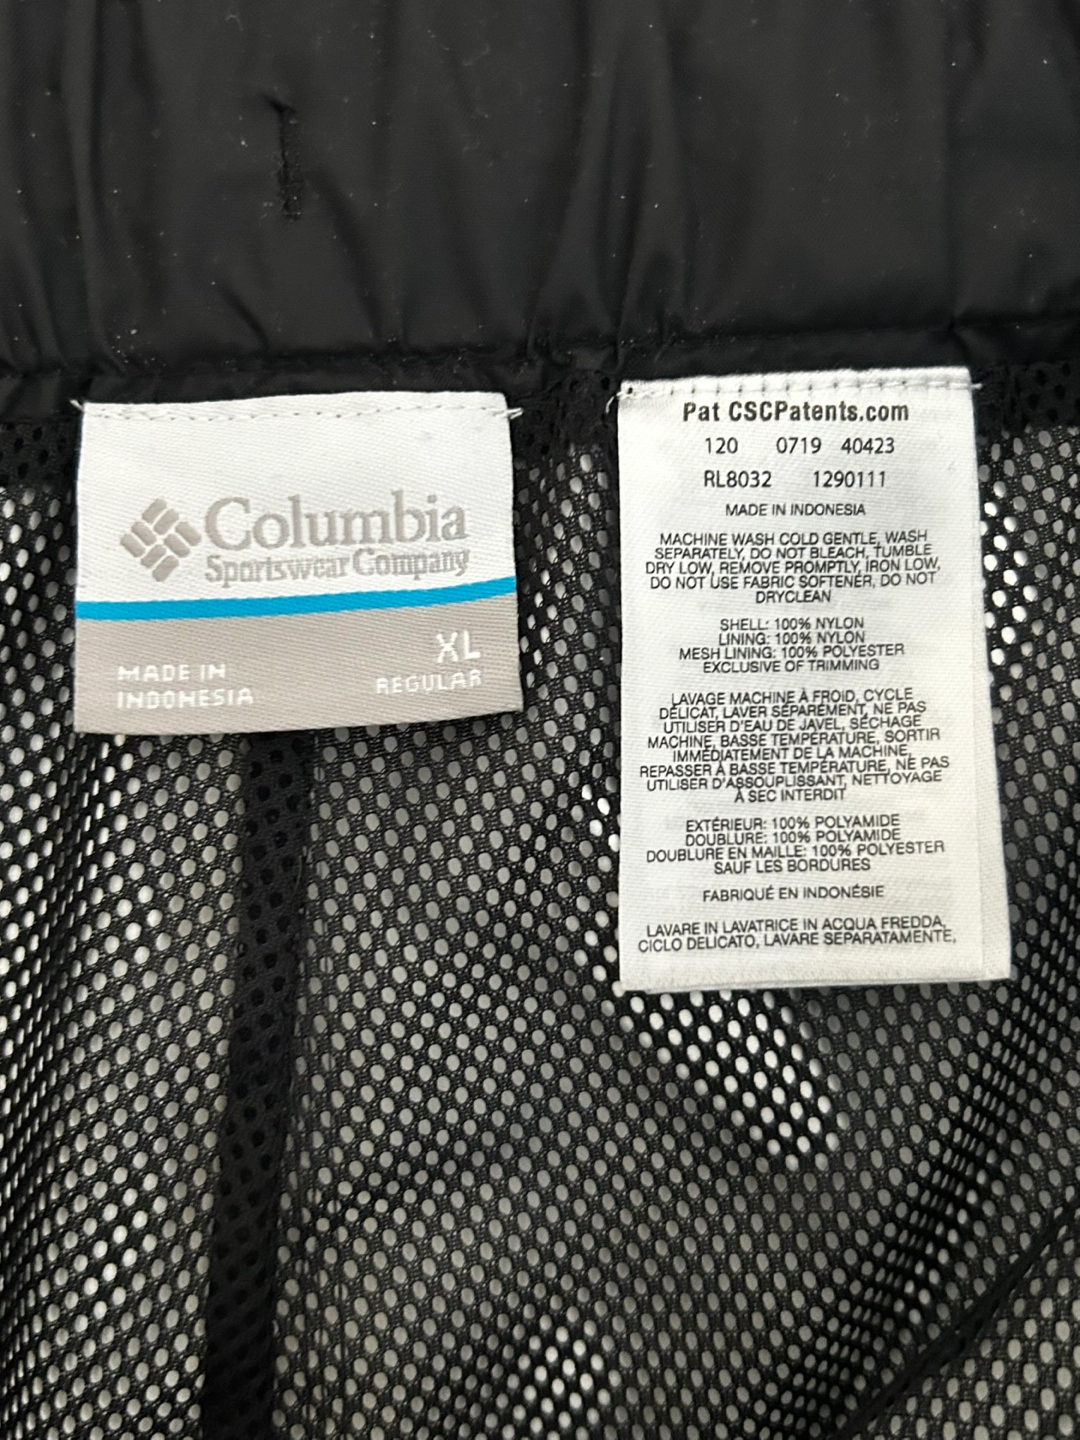 Columbia
Sportswear Company
XL
REGULAR
MADE IN
INDONESIA
Pat CSCPatents.com
120 0719 40423
RL8032 1290111
MADE IN INDONESIA
MACHINE WASH COLD GENTLE, WASH
SEPARATELY, DO NOT BLEACH, TUMBLE
DRY LOW, REMOVE PROMPTLY, IRON LOW,
DO NOT USE FABRIC SOFTENER, DO NOT
DRYCLEAN
SHELL: 100% NYLON
LINING: 100% NYLON
MESH LINING: 100% POLYESTER
EXCLUSIVE OF TRIMMING
LAVAGE MACHINE À FROID, CYCLE
DÉLICAT, LAVER SÉPARÉMENT, NE PAS
UTILISER D'EAU DE JAVEL, SÉCHAGE
MACHINE, BASSE TEMPÉRATURE, SORTIR
IMMÉDIATEMENT DE LA MACHINE,
REPASSER À BASSE TEMPÉRATURE, NE PAS
UTILISER D'ASSOUPLISSANT, NETTOYAGE
À SEC INTERDIT
EXTÉRIEUR: 100% POLYAMIDE
DOUBLURE: 100% POLYAMIDE
DOUBLURE EN MAILLE: 100% POLYESTER
SAUF LES BORDURES
FABRIQUÉ EN INDONÉSIE
LAVARE IN LAVATRICE IN ACQUA FREDDA,
CICLO DELICATO, LAVARE SEPARATAMENTE,